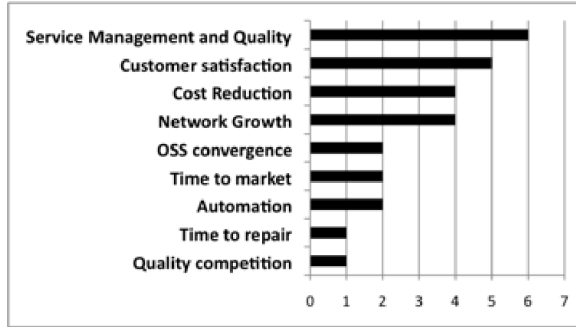 Service Management and Quality
Customer satisfaction
Cost Reduction
Network Growth
OSS convergence
Time to market
Automation
Time to repair
Quality competition
0 1 2 3 4 5 6 7